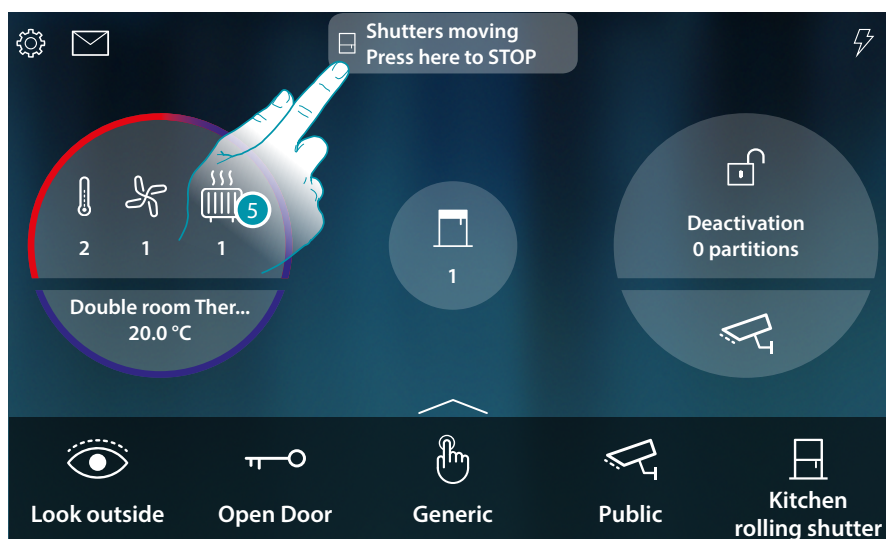 Shutters moving
Press here to STOP
5
2 1 1
Double room Ther...
20.0 °C
1
Deactivation
0 partitions
Look outside
Open Door
Generic
Public
Kitchen
rolling shutter